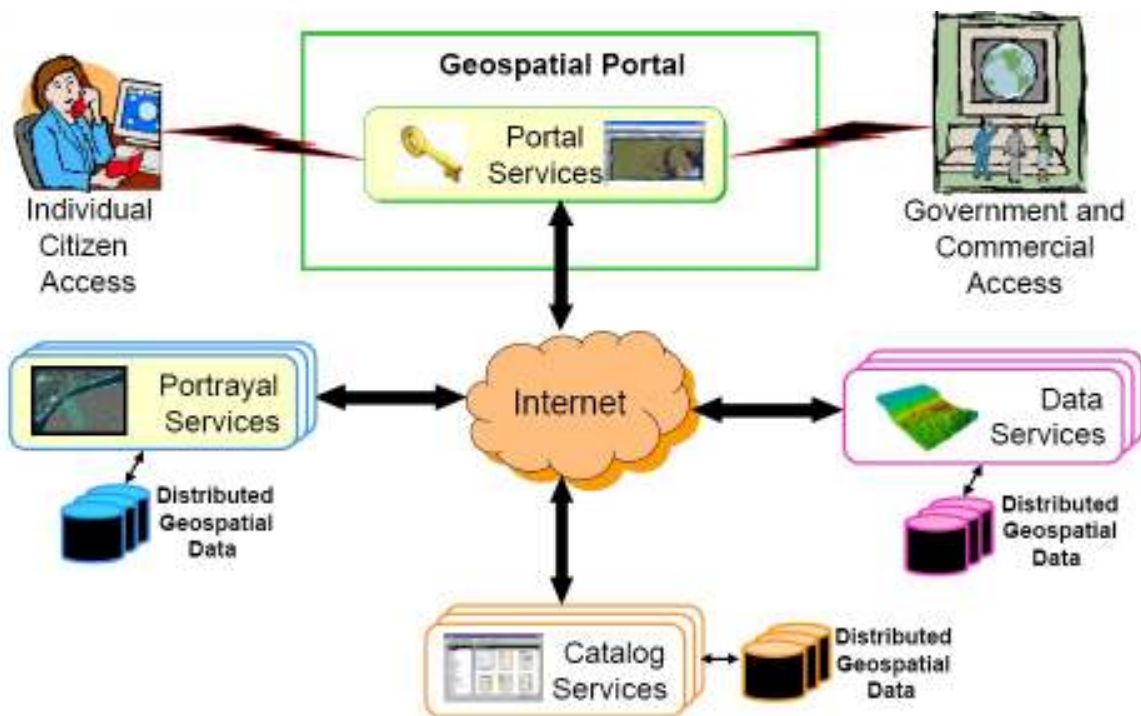 Geospatial Portal
Portal
Services
Individual
Citizen
Access
Government and
Commercial
Access
Portrayal
Services
Internet
Data
Services
Distributed
Geospatial
Data
Distributed
Geospatial
Data
Catalog
Services
Distributed
Geospatial
Data